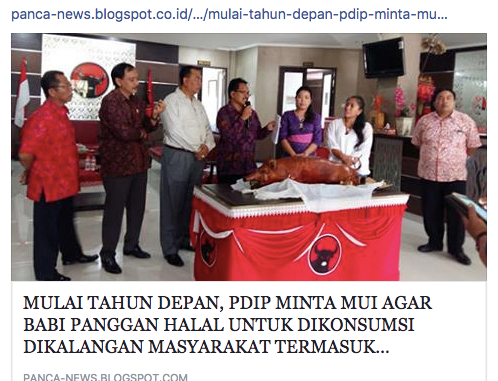 panca-news.blogspot.co.id/.../mulai-tahun-depan-pdip-minta-mu...
MULAI TAHUN DEPAN, PDIP MINTA MUI AGAR
BABI PANGGAN HALAL UNTUK DIKONSUMSI
DIKALANGAN MASYARAKAT TERMASUK...
PANCA-NEWS.BLOGSPOT.COM